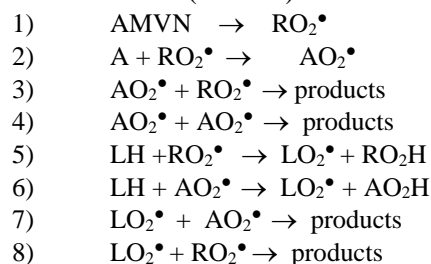 1) AMVN → RO₂•
2) A + RO₂• → AO₂•
3) AO₂• + RO₂• → products
4) AO₂• + AO₂• → products
5) LH +RO₂• → LO₂• + RO₂H
6) LH + AO₂• → LO₂• + AO₂H
7) LO₂• + AO₂• → products
8) LO₂• + RO₂• → products